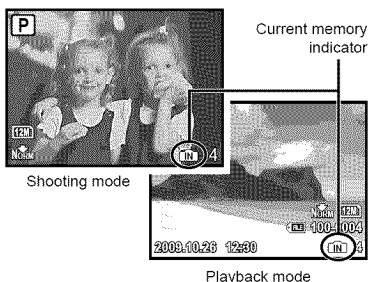 P
Current memory
indicator
12M
NORM
IN 4
Shooting mode
NORM 12M
FILE 100-0004
2009.10.26 12:30 IN 4
Playback mode